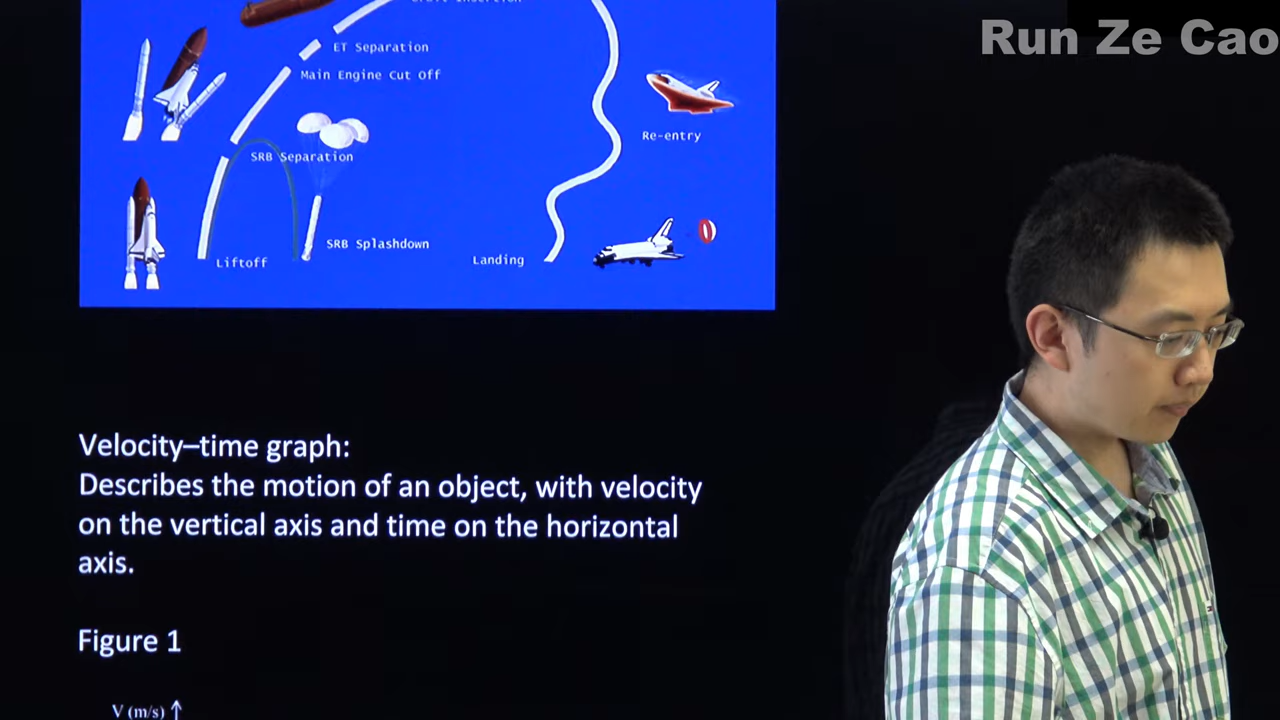 Run Ze Cao
Orbit Insertion
ET Separation
Main Engine Cut Off
Re-entry
SRB Separation
SRB Splashdown
Landing
Liftoff
Velocity–time graph:
Describes the motion of an object, with velocity
on the vertical axis and time on the horizontal
axis.
Figure 1
V (m/s)